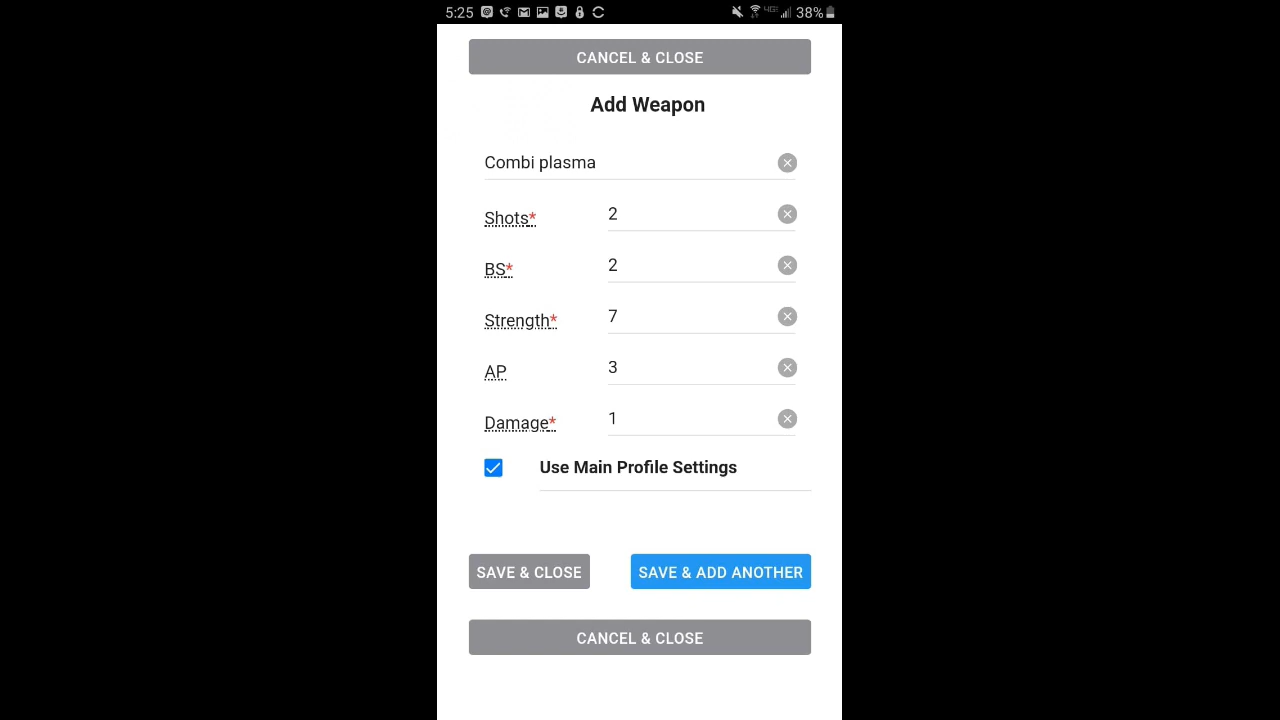 5:25 38%
CANCEL & CLOSE
Add Weapon
Combi plasma
Shots* 2
BS* 2
Strength* 7
AP 3
Damage* 1
Use Main Profile Settings
SAVE & CLOSE SAVE & ADD ANOTHER
CANCEL & CLOSE